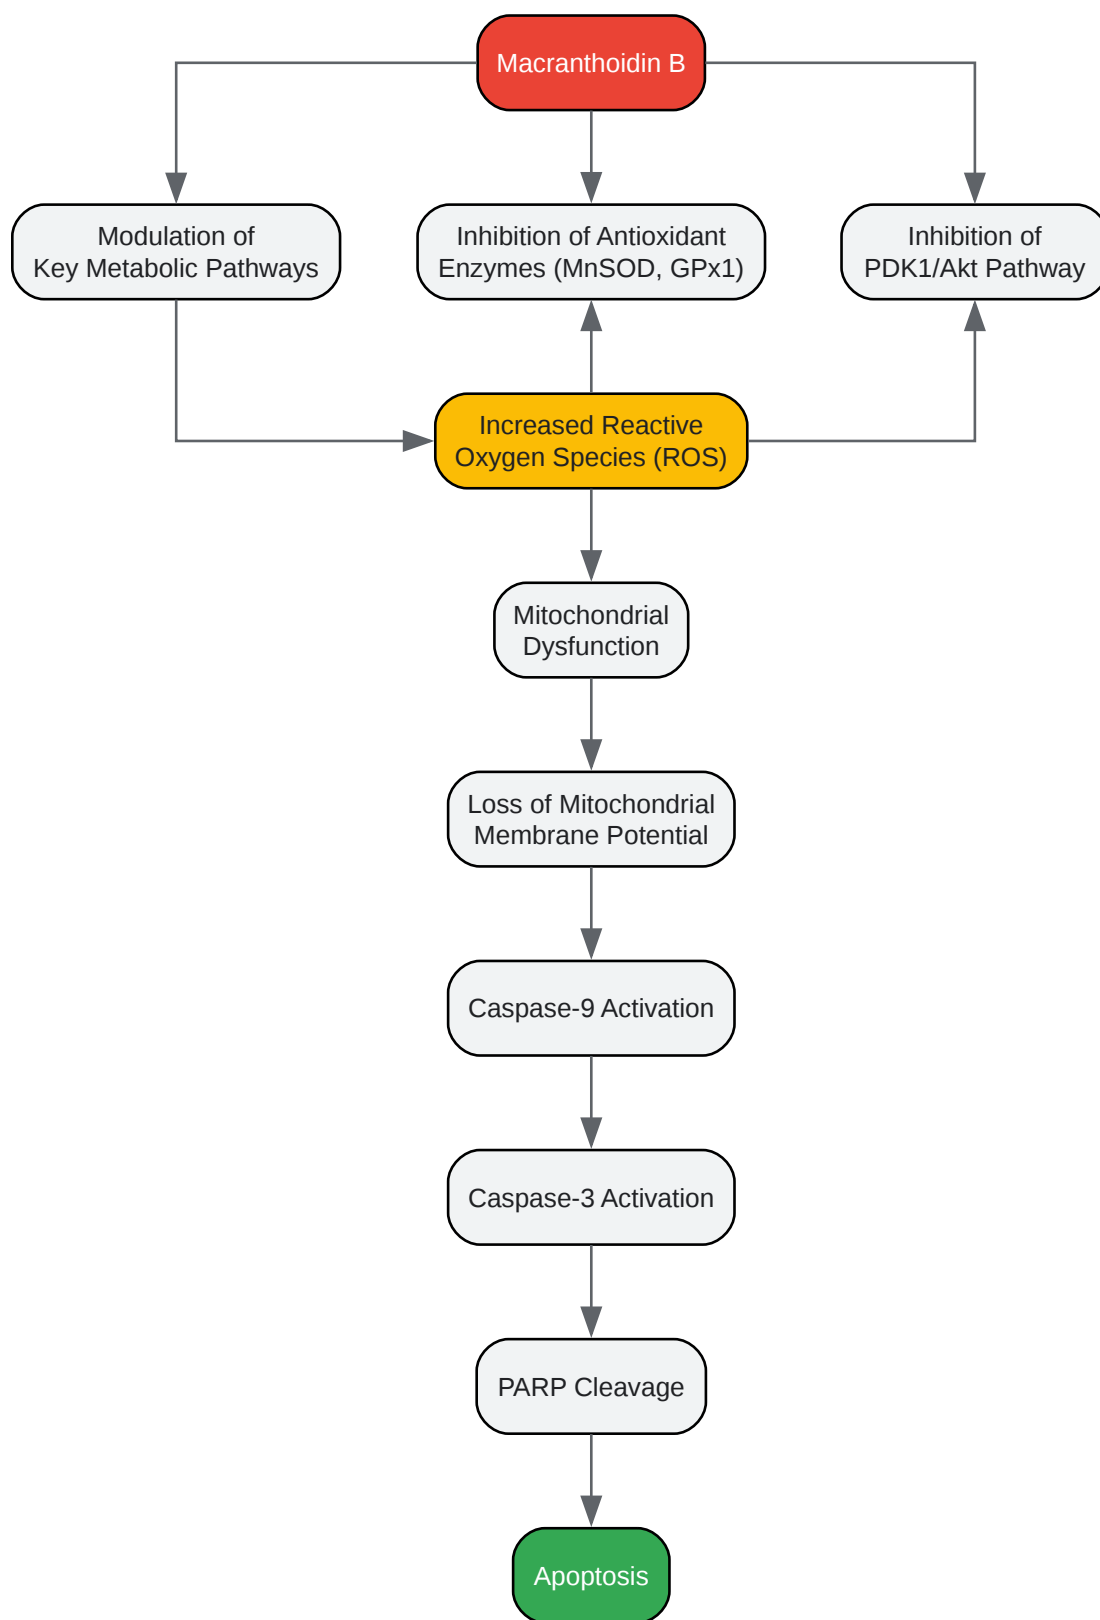 Macranthoidin B
Modulation of
Key Metabolic Pathways
Inhibition of Antioxidant
Enzymes (MnSOD, GPx1)
Inhibition of
PDK1/Akt Pathway
Increased Reactive
Oxygen Species (ROS)
Mitochondrial
Dysfunction
Loss of Mitochondrial
Membrane Potential
Caspase-9 Activation
Caspase-3 Activation
PARP Cleavage
Apoptosis